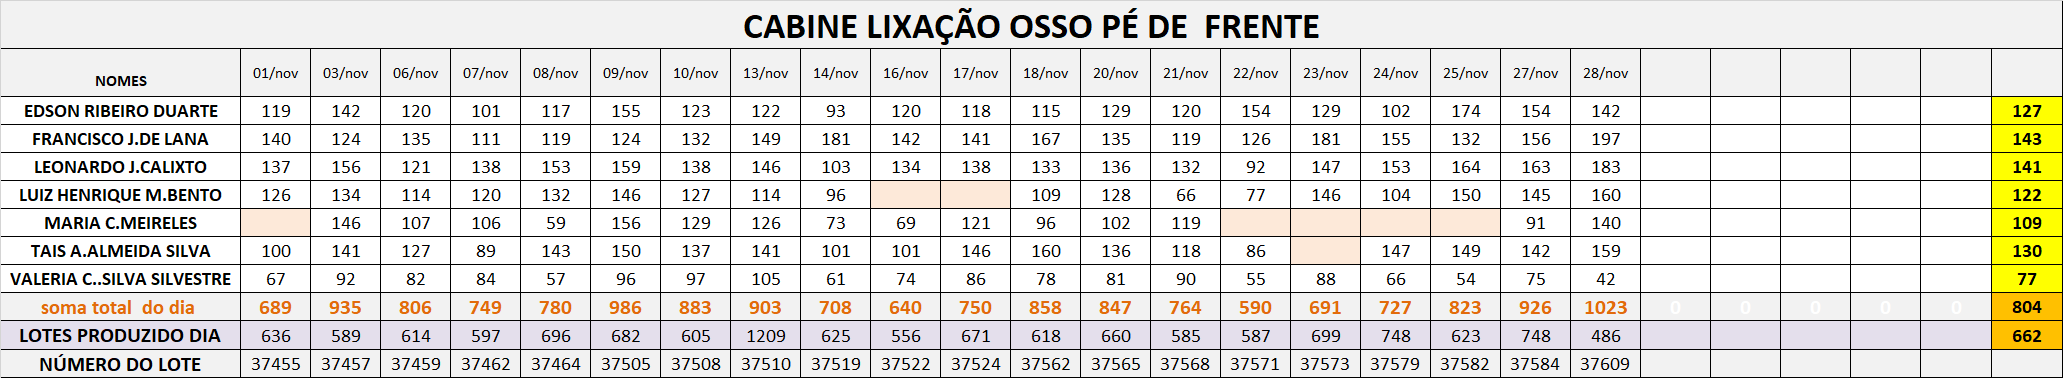 CABINE LIXAÇÃO OSSO PÉ DE  FRENTE
NOMES 01/nov 03/nov 06/nov 07/nov 08/nov 09/nov 10/nov 13/nov 14/nov 16/nov 17/nov 18/nov 20/nov 21/nov 22/nov 23/nov 24/nov 25/nov 27/nov 28/nov
EDSON RIBEIRO DUARTE 119 142 120 101 117 155 123 122 93 120 118 115 129 120 154 129 102 174 154 142 127
FRANCISCO J.DE LANA 140 124 135 111 119 124 132 149 181 142 141 167 135 119 126 181 155 132 156 197 143
LEONARDO J.CALIXTO 137 156 121 138 153 159 138 146 103 134 138 133 136 132 92 147 153 164 163 183 141
LUIZ HENRIQUE M.BENTO 126 134 114 120 132 146 127 114 96 109 128 66 77 146 104 150 145 160 122
MARIA C.MEIRELES 146 107 106 59 156 129 126 73 69 121 96 102 119 91 140 109
TAIS A.ALMEIDA SILVA 100 141 127 89 143 150 137 141 101 101 146 160 136 118 86 147 149 142 159 130
VALERIA C..SILVA SILVESTRE 67 92 82 84 57 96 97 105 61 74 86 78 81 90 55 88 66 54 75 42 77
soma total  do dia 689 935 806 749 780 986 883 903 708 640 750 858 847 764 590 691 727 823 926 1023 0 0 0 0 0 804
LOTES PRODUZIDO DIA 636 589 614 597 696 682 605 1209 625 556 671 618 660 585 587 699 748 623 748 486 662
NÚMERO DO LOTE 37455 37457 37459 37462 37464 37505 37508 37510 37519 37522 37524 37562 37565 37568 37571 37573 37579 37582 37584 37609